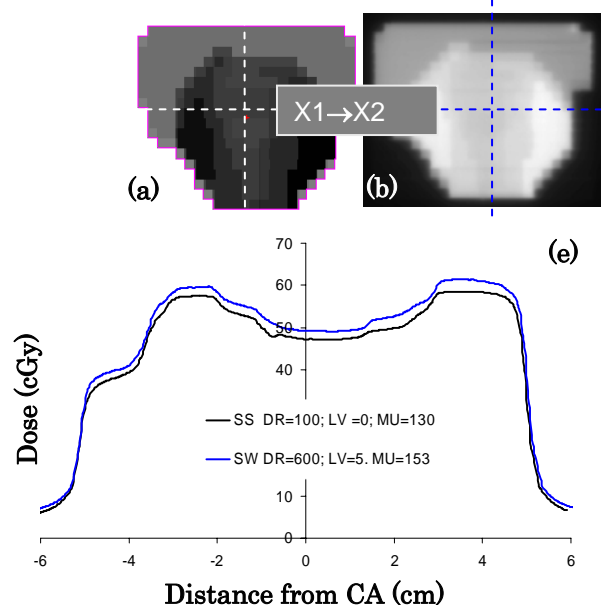 X1→X2
(a)
(b)
(e)
70
60
50
40
10
0
-6 -4 -2 0 2 4 6
Dose (cGy)
SS DR=100; LV =0; MU=130
SW DR=600; LV=5. MU=153
Distance from CA (cm)